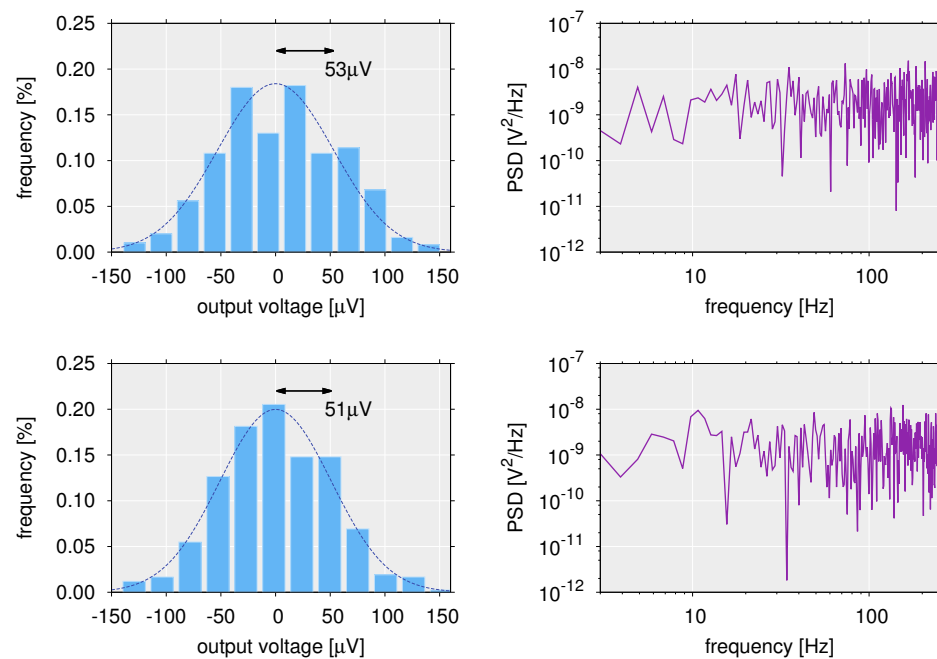 0.25
0.20
0.15
0.10
0.05
0.00
frequency [%]
53μV
-150 -100 -50 0 50 100 150
output voltage [μV]
10-7
10-8
10-9
10-10
10-11
10-12
PSD [V2/Hz]
10 100
frequency [Hz]
0.25
0.20
0.15
0.10
0.05
0.00
frequency [%]
51μV
-150 -100 -50 0 50 100 150
output voltage [μV]
10-7
10-8
10-9
10-10
10-11
10-12
PSD [V2/Hz]
10 100
frequency [Hz]